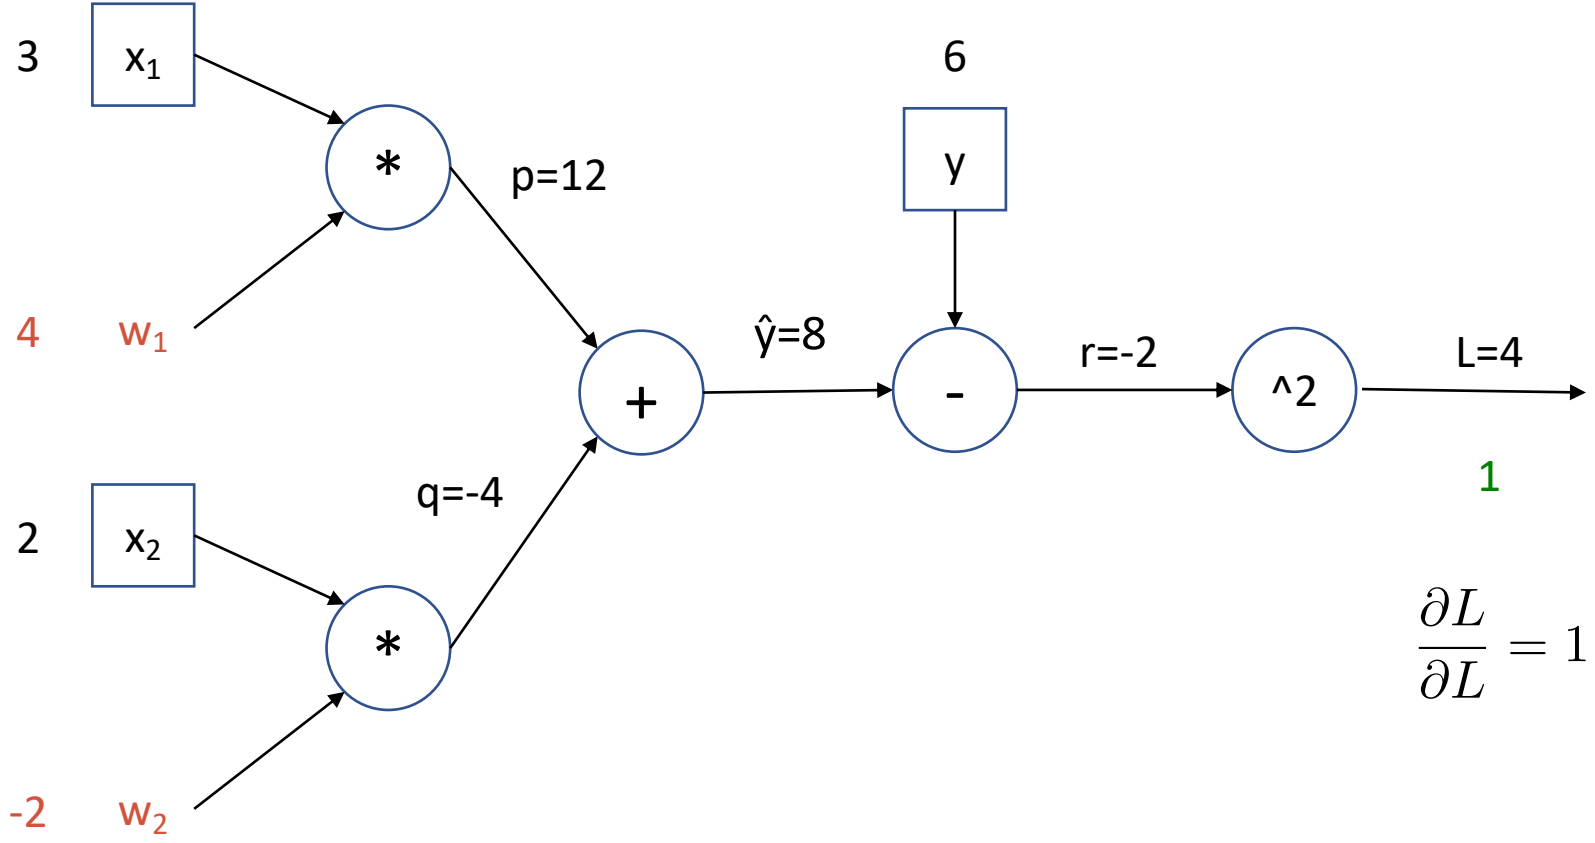 3
x₁
*
4
w₁
p=12
6
y
+
ŷ=8
-
r=-2
^2
L=4
1
2
x₂
*
-2
w₂
q=-4
∂L/∂L = 1